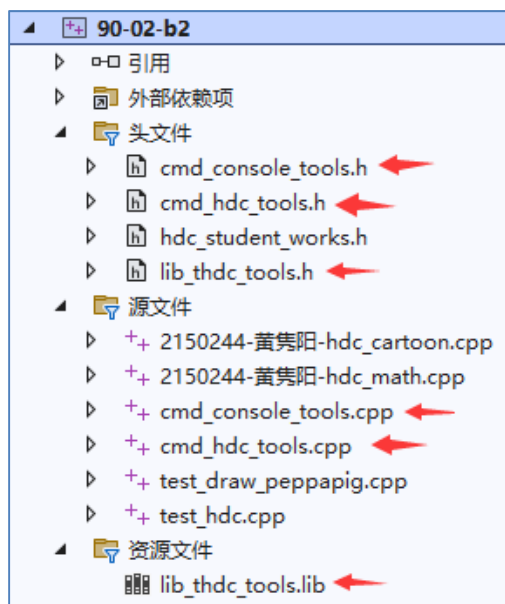 90-02-b2
引用
外部依赖项
头文件
cmd_console_tools.h
cmd_hdc_tools.h
hdc_student_works.h
lib_thdc_tools.h
源文件
2150244-黄隽阳-hdc_cartoon.cpp
2150244-黄隽阳-hdc_math.cpp
cmd_console_tools.cpp
cmd_hdc_tools.cpp
test_draw_peppapig.cpp
test_hdc.cpp
资源文件
lib_thdc_tools.lib